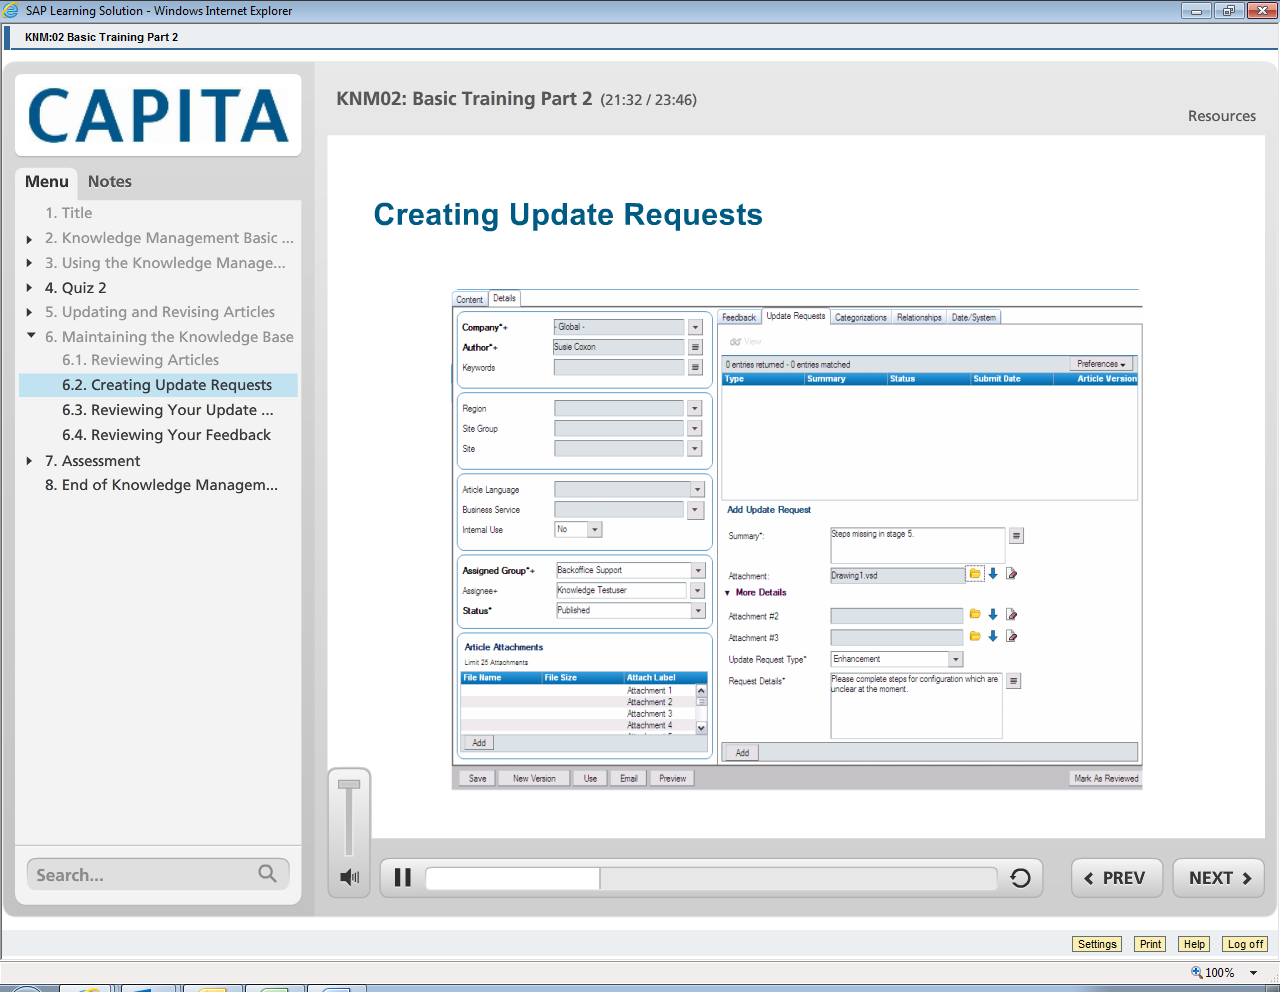 SAP Learning Solution - Windows Internet Explorer
KNM:02 Basic Training Part 2
CAPITA
KNM02: Basic Training Part 2 (21:32 / 23:46)
Resources
Menu Notes
1. Title
2. Knowledge Management Basic ...
3. Using the Knowledge Manage...
4. Quiz 2
5. Updating and Revising Articles
6. Maintaining the Knowledge Base
6.1. Reviewing Articles
6.2. Creating Update Requests
6.3. Reviewing Your Update ...
6.4. Reviewing Your Feedback
7. Assessment
8. End of Knowledge Managem...
Search...
Creating Update Requests
Content Details
Company*+ - Global -
Author*+ Susie Coxon
Keywords
Region
Site Group
Site
Article Language
Business Service
Internal Use No
Assigned Group*+ Backoffice Support
Assignee+ Knowledge Testuser
Status* Published
Article Attachments
Limit 25 Attachments
File Name File Size Attach Label
Attachment 1
Attachment 2
Attachment 3
Attachment 4
Add
Feedback Update Requests Categorizations Relationships Date/System
View
0 entries returned - 0 entries matched Preferences
Type Summary Status Submit Date Article Version
Add Update Request
Summary*: Steps missing in stage 5.
Attachment: Drawing1.vsd
More Details
Attachment #2
Attachment #3
Update Request Type* Enhancement
Request Details* Please complete steps for configuration which are
unclear at the moment.
Add
Save New Version Use Email Preview Mark As Reviewed
PREV NEXT
Settings Print Help Log off
100%